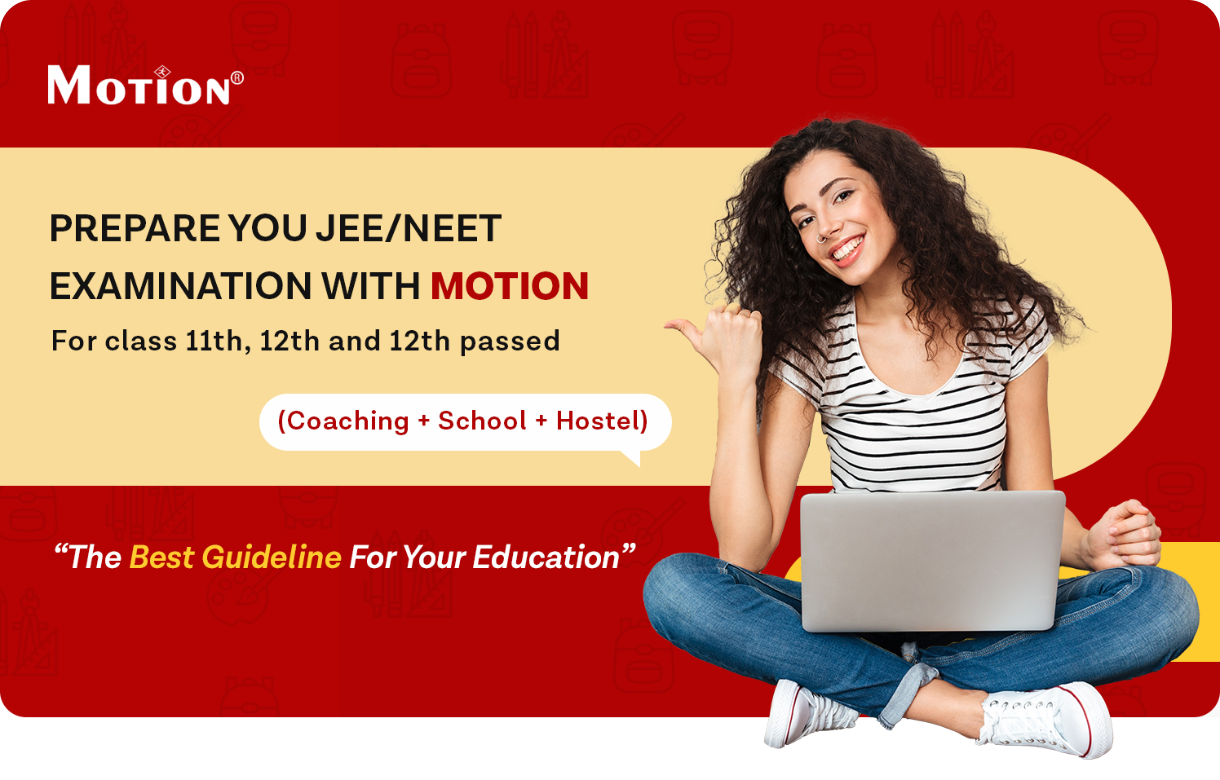 MOTION®
PREPARE YOU JEE/NEET
EXAMINATION WITH MOTION
For class 11th, 12th and 12th passed
(Coaching + School + Hostel)
“The Best Guideline For Your Education”